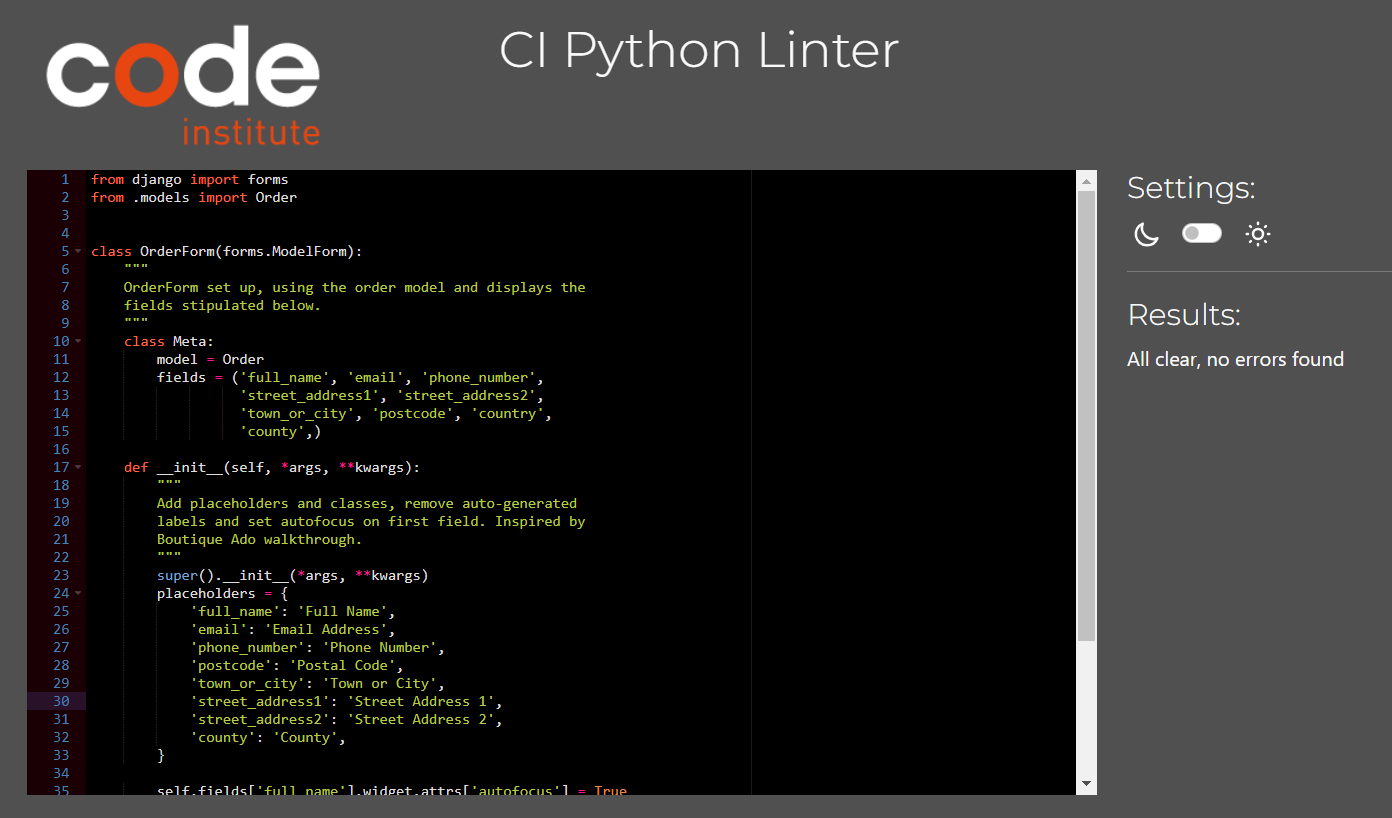 code
institute
CI Python Linter
1 from django import forms
2 from .models import Order
3
4
5 class OrderForm(forms.ModelForm):
6     """
7     OrderForm set up, using the order model and displays the
8     fields stipulated below.
9     """
10     class Meta:
11         model = Order
12         fields = ('full_name', 'email', 'phone_number',
13                   'street_address1', 'street_address2',
14                   'town_or_city', 'postcode', 'country',
15                   'county',)
16
17     def __init__(self, *args, **kwargs):
18         """
19         Add placeholders and classes, remove auto-generated
20         labels and set autofocus on first field. Inspired by
21         Boutique Ado walkthrough.
22         """
23         super().__init__(*args, **kwargs)
24         placeholders = {
25             'full_name': 'Full Name',
26             'email': 'Email Address',
27             'phone_number': 'Phone Number',
28             'postcode': 'Postal Code',
29             'town_or_city': 'Town or City',
30             'street_address1': 'Street Address 1',
31             'street_address2': 'Street Address 2',
32             'county': 'County',
33         }
34
35         self.fields['full_name'].widget.attrs['autofocus'] = True
Settings:
Results:
All clear, no errors found